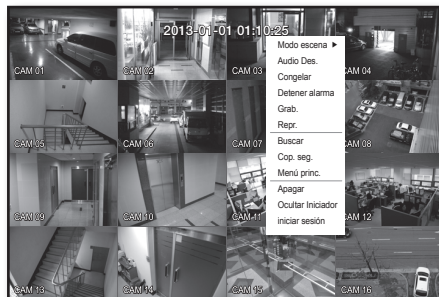 2013-01-01 01:10:25
CAM 01
CAM 02
CAM 03
CAM 04
Modo escena ▶
Audio Des.
Congelar
Detener alarma
Grab.
Repr.
Buscar
Cop. seg.
Menú princ.
Apagar
Ocultar Iniciador
iniciar sesión
CAM 05
CAM 06
CAM 07
CAM 08
CAM 09
CAM 10
CAM 11
CAM 12
CAM 13
CAM 14
CAM 15
CAM 16